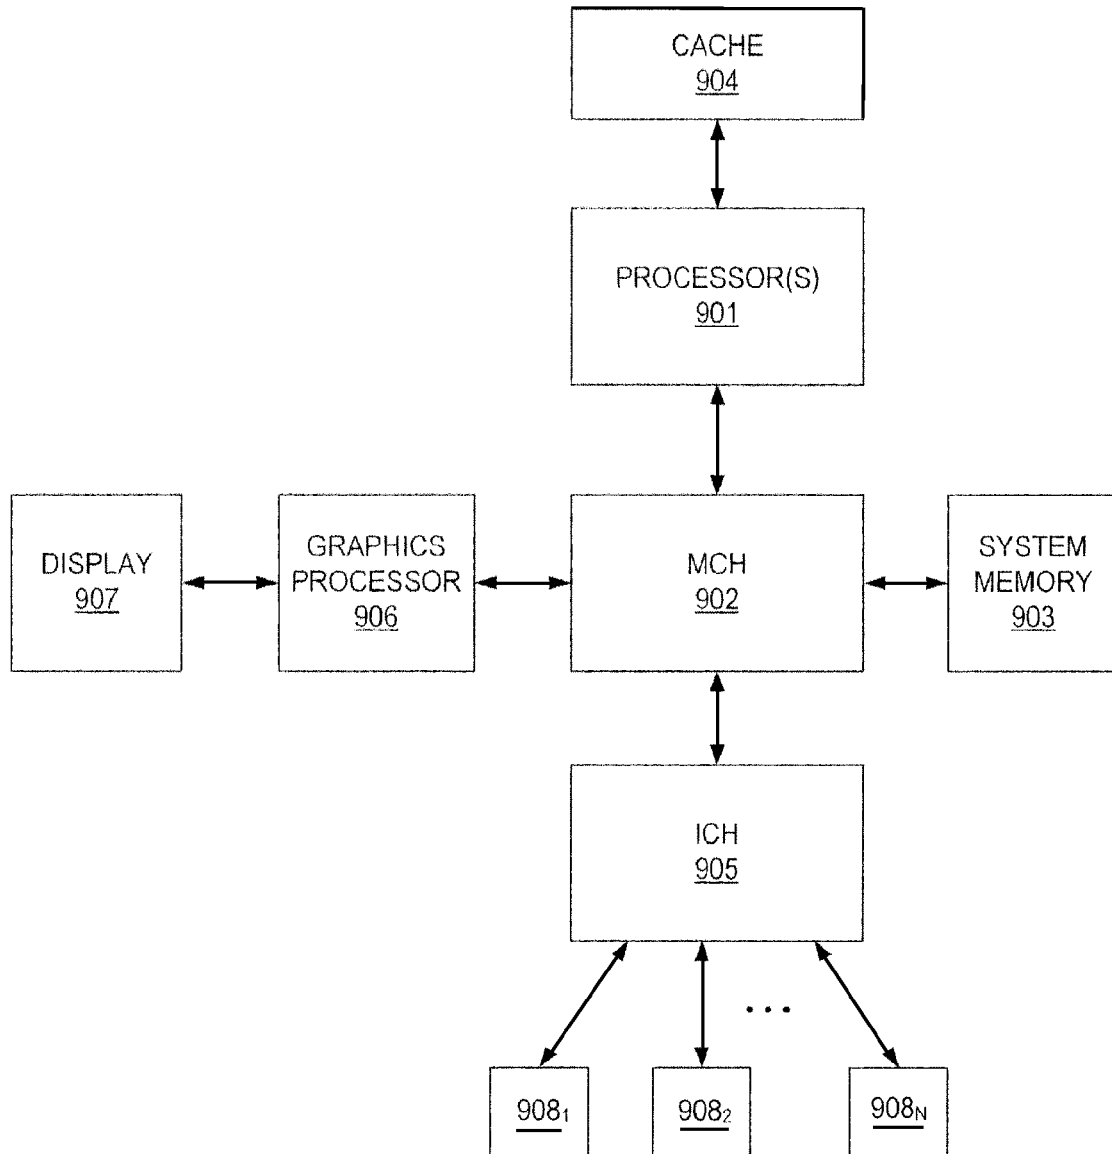 CACHE
904
PROCESSOR(S)
901
DISPLAY
907
GRAPHICS
PROCESSOR
906
MCH
902
SYSTEM
MEMORY
903
ICH
905
...
908₁
908₂
908N